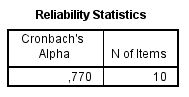 Reliability Statistics
Cronbach's
Alpha
N of Items
,770
10